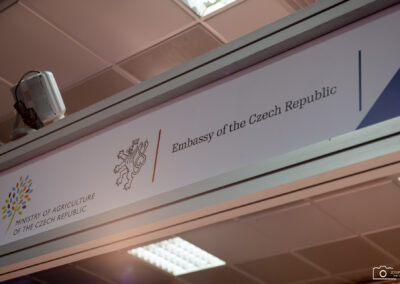 MINISTRY OF AGRICULTURE
OF THE CZECH REPUBLIC
Embassy of the Czech Republic